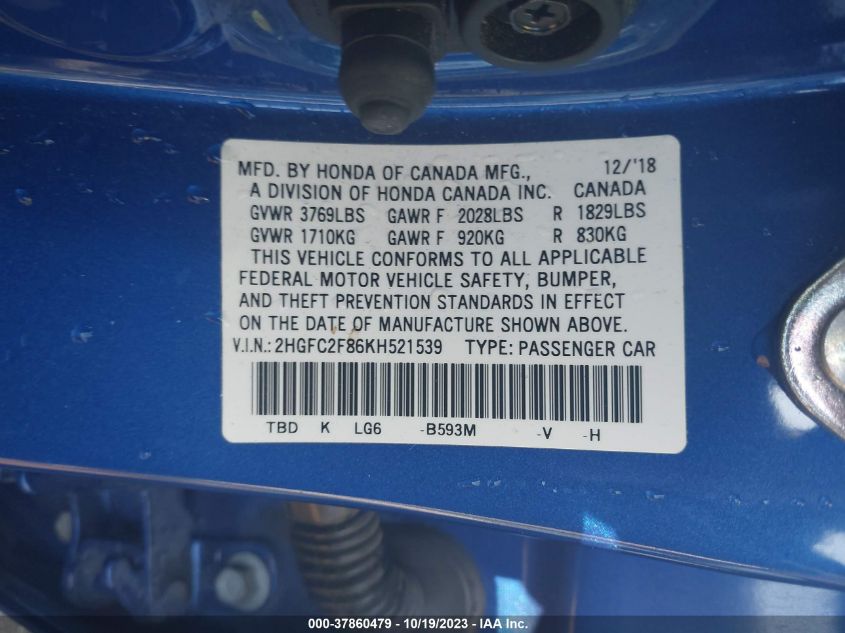 MFD. BY HONDA OF CANADA MFG., 12/'18
A DIVISION OF HONDA CANADA INC. CANADA
GVWR 3769LBS GAWR F 2028LBS R 1829LBS
GVWR 1710KG GAWR F 920KG R 830KG
THIS VEHICLE CONFORMS TO ALL APPLICABLE
FEDERAL MOTOR VEHICLE SAFETY, BUMPER,
AND THEFT PREVENTION STANDARDS IN EFFECT
ON THE DATE OF MANUFACTURE SHOWN ABOVE.
V.I.N.: 2HGFC2F86KH521539 TYPE: PASSENGER CAR
TBD K LG6 -B593M -V -H
000-37860479 - 10/19/2023 - IAA Inc.